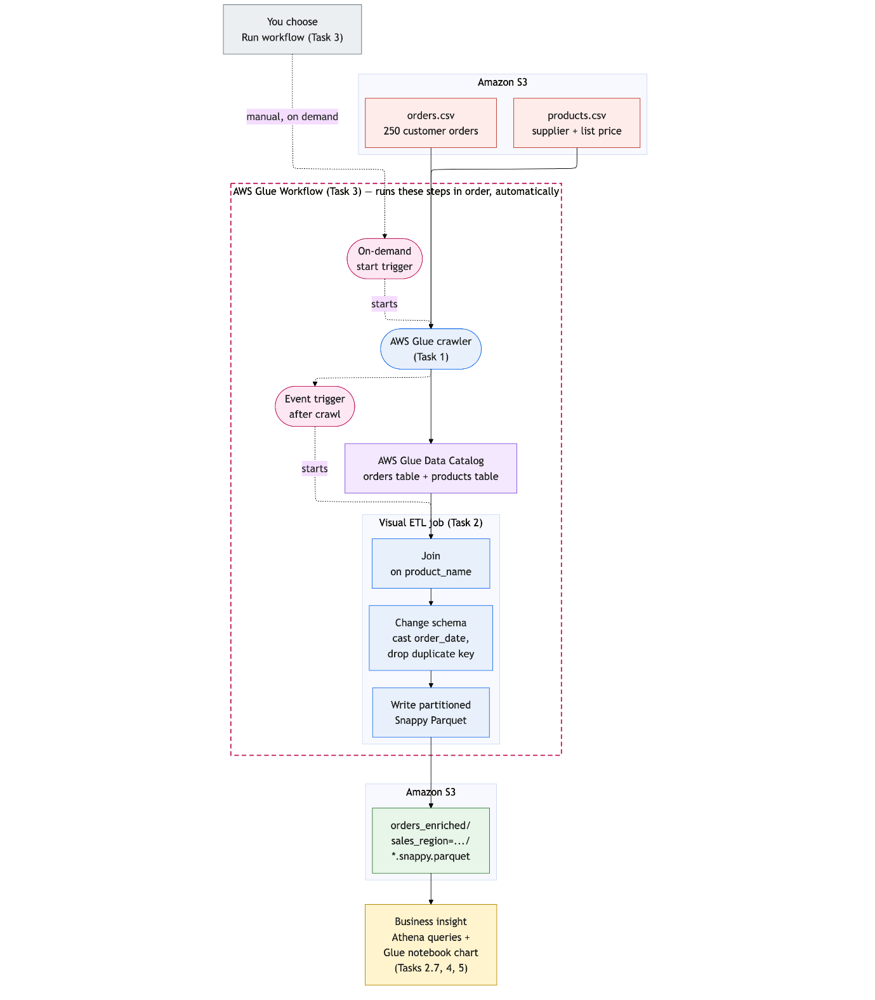 You choose
Run workflow (Task 3)
manual, on demand
Amazon S3
orders.csv
250 customer orders
products.csv
supplier + list price
AWS Glue Workflow (Task 3) — runs these steps in order, automatically
On-demand
start trigger
starts
AWS Glue crawler
(Task 1)
Event trigger
after crawl
starts
AWS Glue Data Catalog
orders table + products table
Visual ETL job (Task 2)
Join
on product_name
Change schema
cast order_date,
drop duplicate key
Write partitioned
Snappy Parquet
Amazon S3
orders_enriched/
sales_region=.../
*.snappy.parquet
Business insight
Athena queries +
Glue notebook chart
(Tasks 2.7, 4, 5)